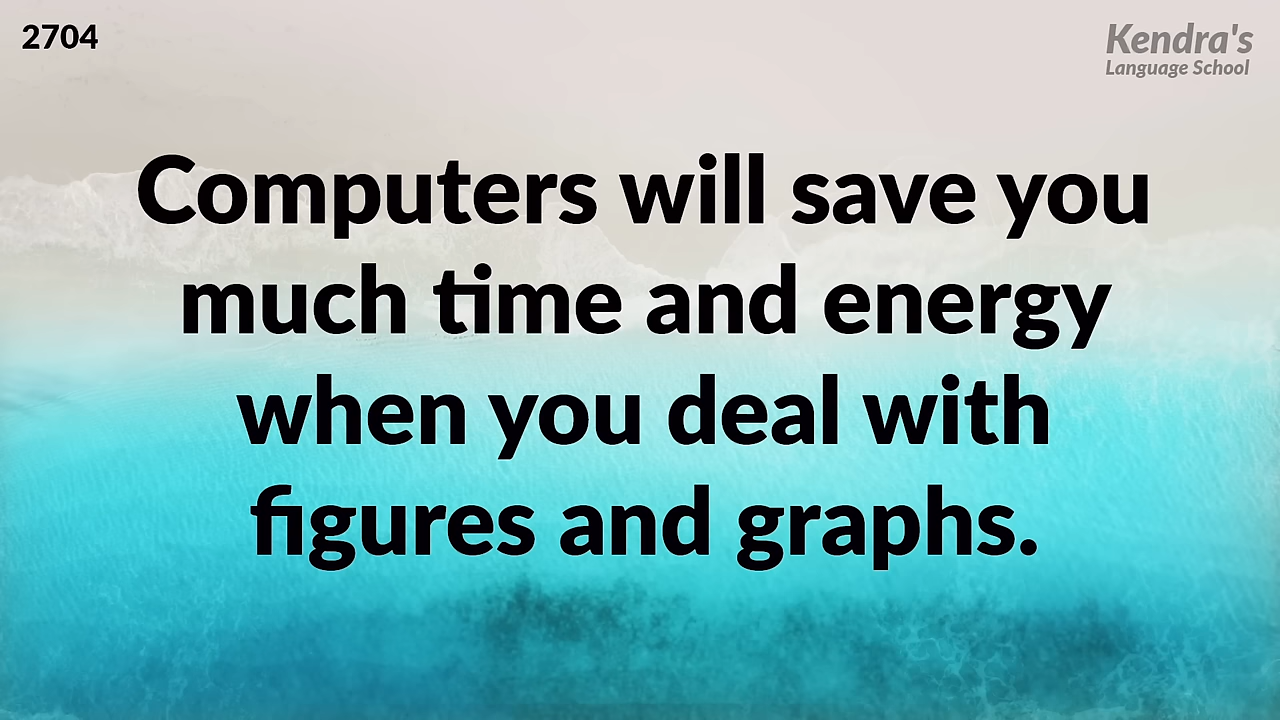 2704
Kendra's
Language School
Computers will save you
much time and energy
when you deal with
figures and graphs.